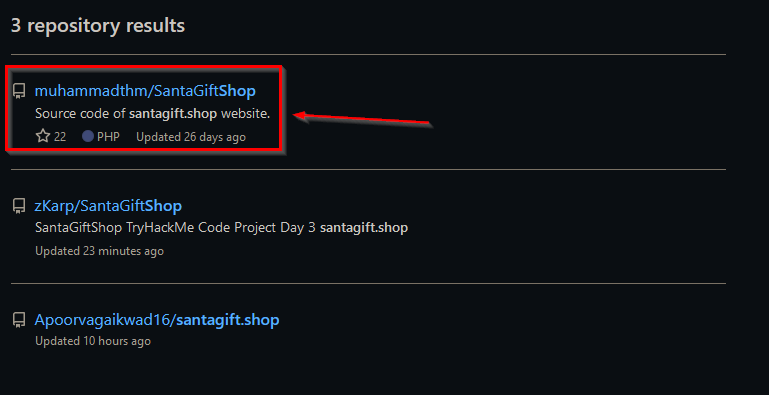 3 repository results
muhammadthm/SantaGiftShop
Source code of santagift.shop website.
22 PHP Updated 26 days ago
zKarp/SantaGiftShop
SantaGiftShop TryHackMe Code Project Day 3 santagift.shop
Updated 23 minutes ago
Apoorvagaikwad16/santagift.shop
Updated 10 hours ago